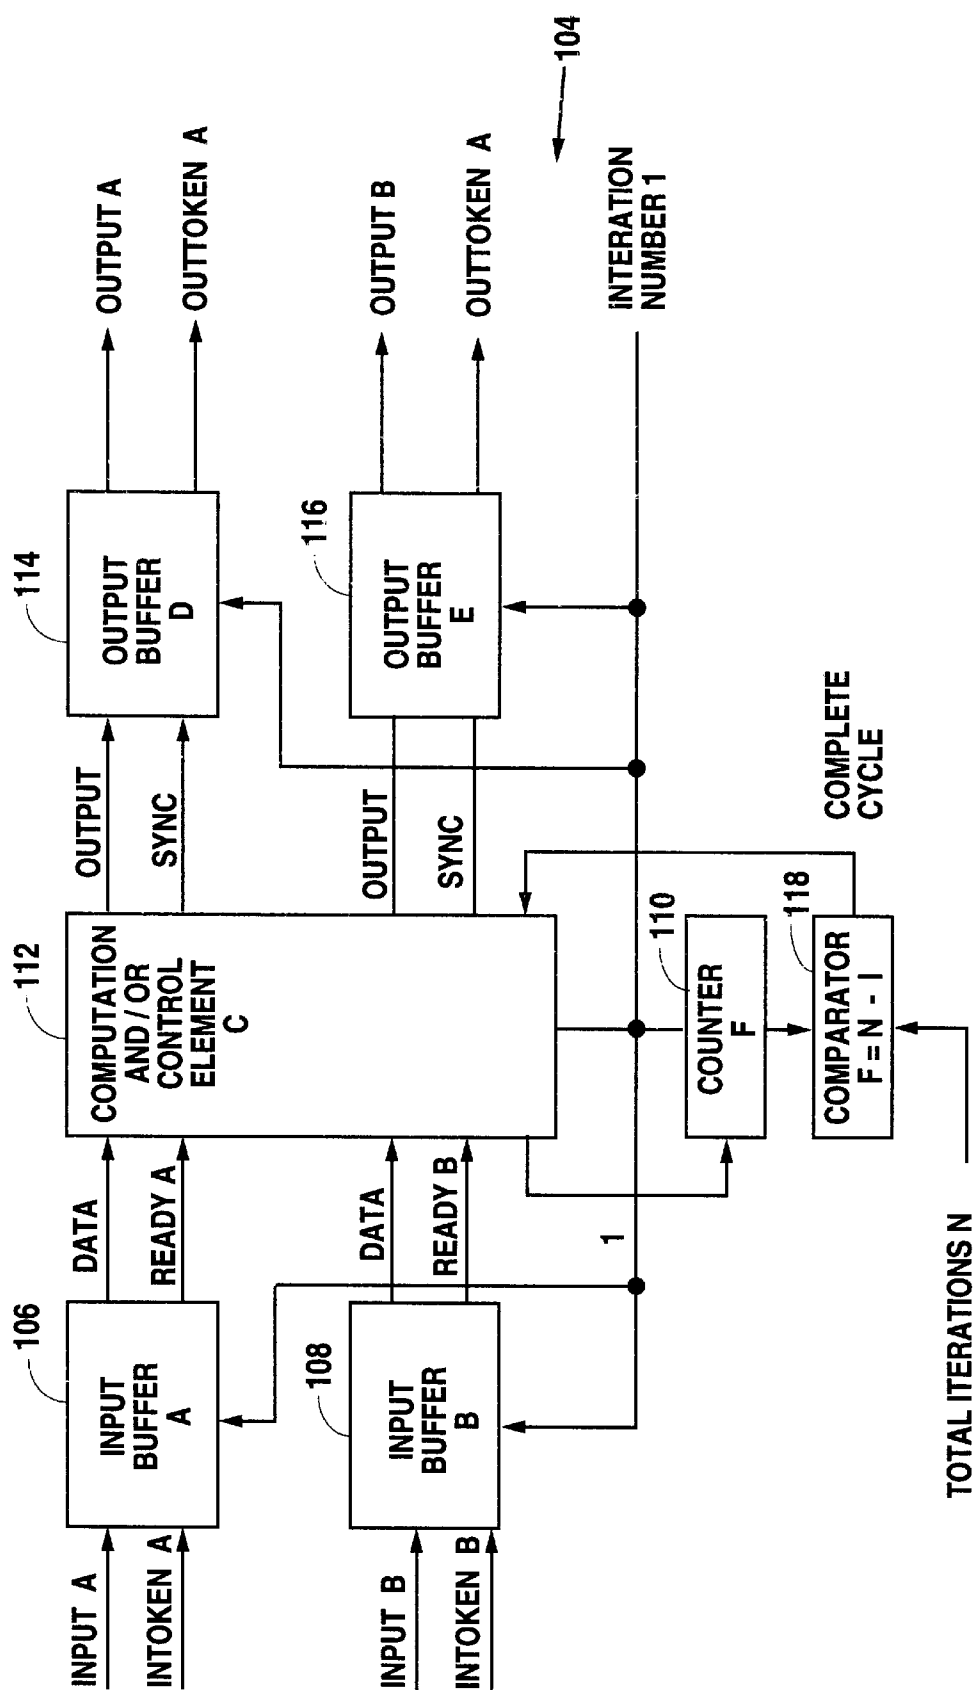 104
INPUT A
INTOKEN A
106
INPUT
BUFFER
A
DATA
READY A
112
COMPUTATION
AND / OR
CONTROL
ELEMENT
C
OUTPUT
SYNC
114
OUTPUT
BUFFER
D
OUTPUT A
OUTTOKEN A
INPUT B
INTOKEN B
108
INPUT
BUFFER
B
DATA
READY B
OUTPUT
SYNC
116
OUTPUT
BUFFER
E
OUTPUT B
OUTTOKEN A
1
INTERATION
NUMBER 1
110
COUNTER
F
118
COMPARATOR
F = N - I
COMPLETE
CYCLE
TOTAL ITERATIONS N